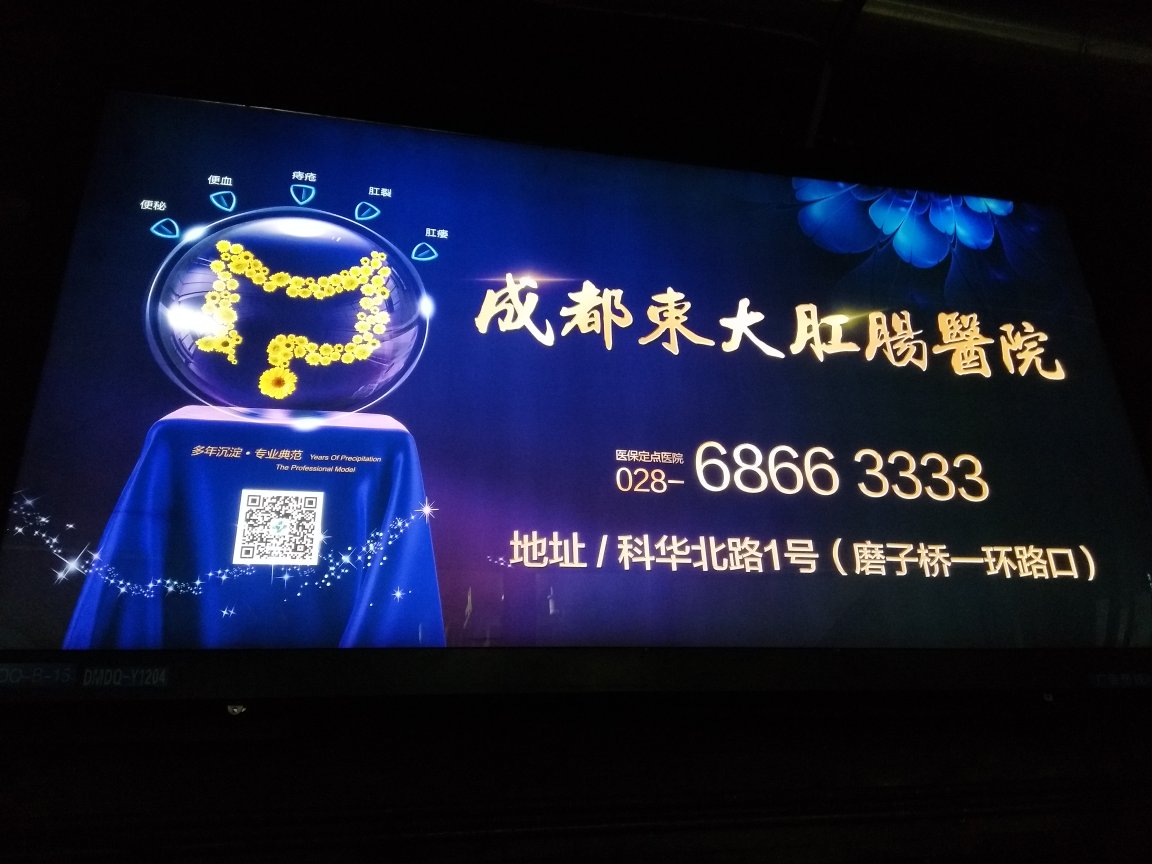 便秘
便血
痔疮
肛裂
肛瘘
成都東大肛腸醫院
医保定点医院
028- 6866 3333
地址 / 科华北路1号（磨子桥一环路口）
多年沉淀·专业典范 Years Of Precipitation
The Professional Model
DMDQ-Y1204